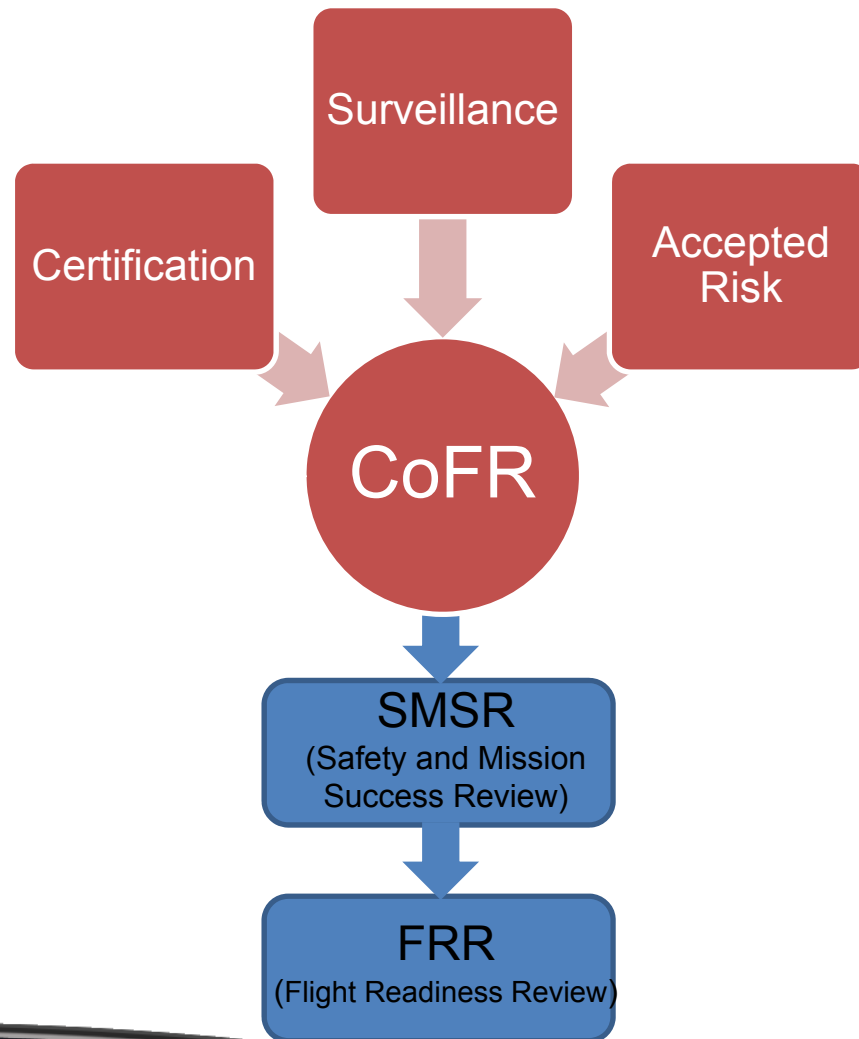 Surveillance
Certification
Accepted
Risk
CoFR
SMSR
(Safety and Mission
Success Review)
FRR
(Flight Readiness Review)